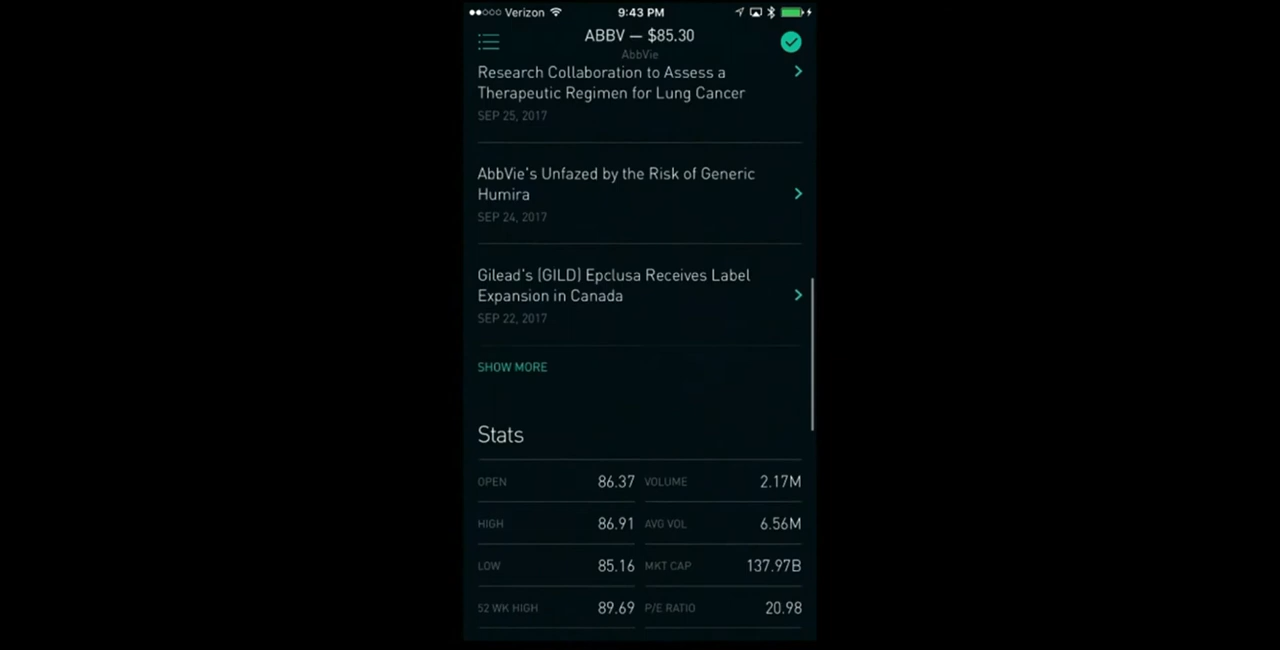 Verizon 9:43 PM
ABBV — $85.30
AbbVie
Research Collaboration to Assess a
Therapeutic Regimen for Lung Cancer
SEP 25, 2017
AbbVie's Unfazed by the Risk of Generic
Humira
SEP 24, 2017
Gilead's (GILD) Epclusa Receives Label
Expansion in Canada
SEP 22, 2017
SHOW MORE
Stats
OPEN 86.37 VOLUME 2.17M
HIGH 86.91 AVG VOL 6.56M
LOW 85.16 MKT CAP 137.97B
52 WK HIGH 89.69 P/E RATIO 20.98